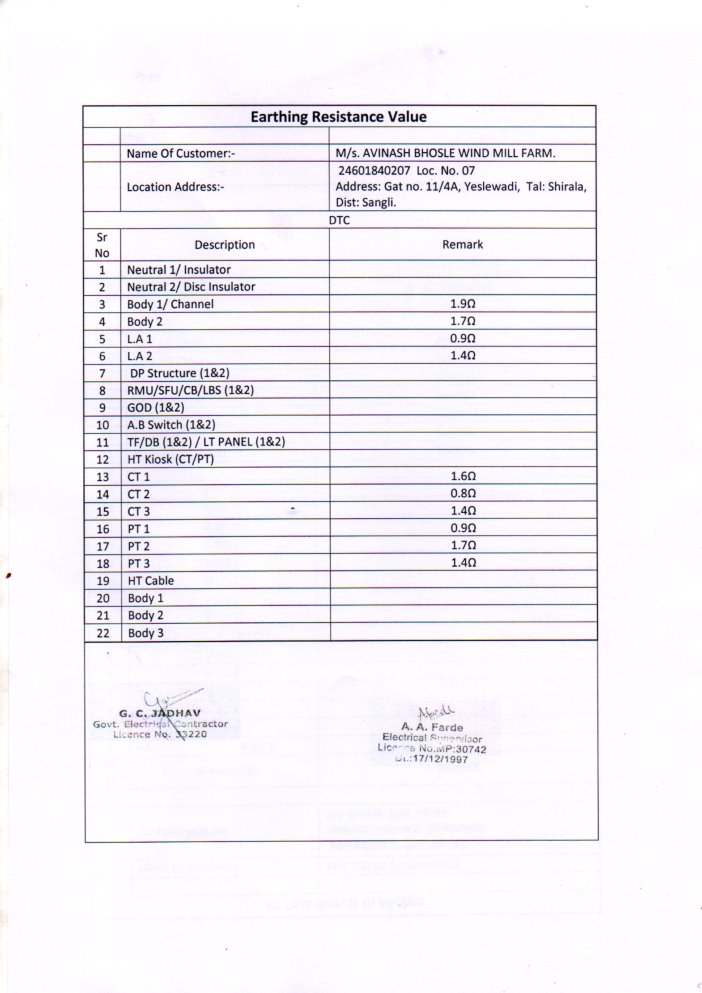 Earthing Resistance Value
Name Of Customer:- M/s. AVINASH BHOSLE WIND MILL FARM.
Location Address:- 24601840207 Loc. No. 07
Address: Gat no. 11/4A, Yeslewadi, Tal: Shirala,
Dist: Sangli.
DTC
Sr No Description Remark
1 Neutral 1/ Insulator
2 Neutral 2/ Disc Insulator
3 Body 1/ Channel 1.9Ω
4 Body 2 1.7Ω
5 L.A 1 0.9Ω
6 L.A 2 1.4Ω
7 DP Structure (1&2)
8 RMU/SFU/CB/LBS (1&2)
9 GOD (1&2)
10 A.B Switch (1&2)
11 TF/DB (1&2) / LT PANEL (1&2)
12 HT Kiosk (CT/PT)
13 CT 1 1.6Ω
14 CT 2 0.8Ω
15 CT 3 1.4Ω
16 PT 1 0.9Ω
17 PT 2 1.7Ω
18 PT 3 1.4Ω
19 HT Cable
20 Body 1
21 Body 2
22 Body 3
G. C. JADHAV
Govt. Electrical Contractor
Licence No. 33220
A. A. Farde
Electrical Supervisor
Licence No.MP:30742
Dt.:17/12/1997